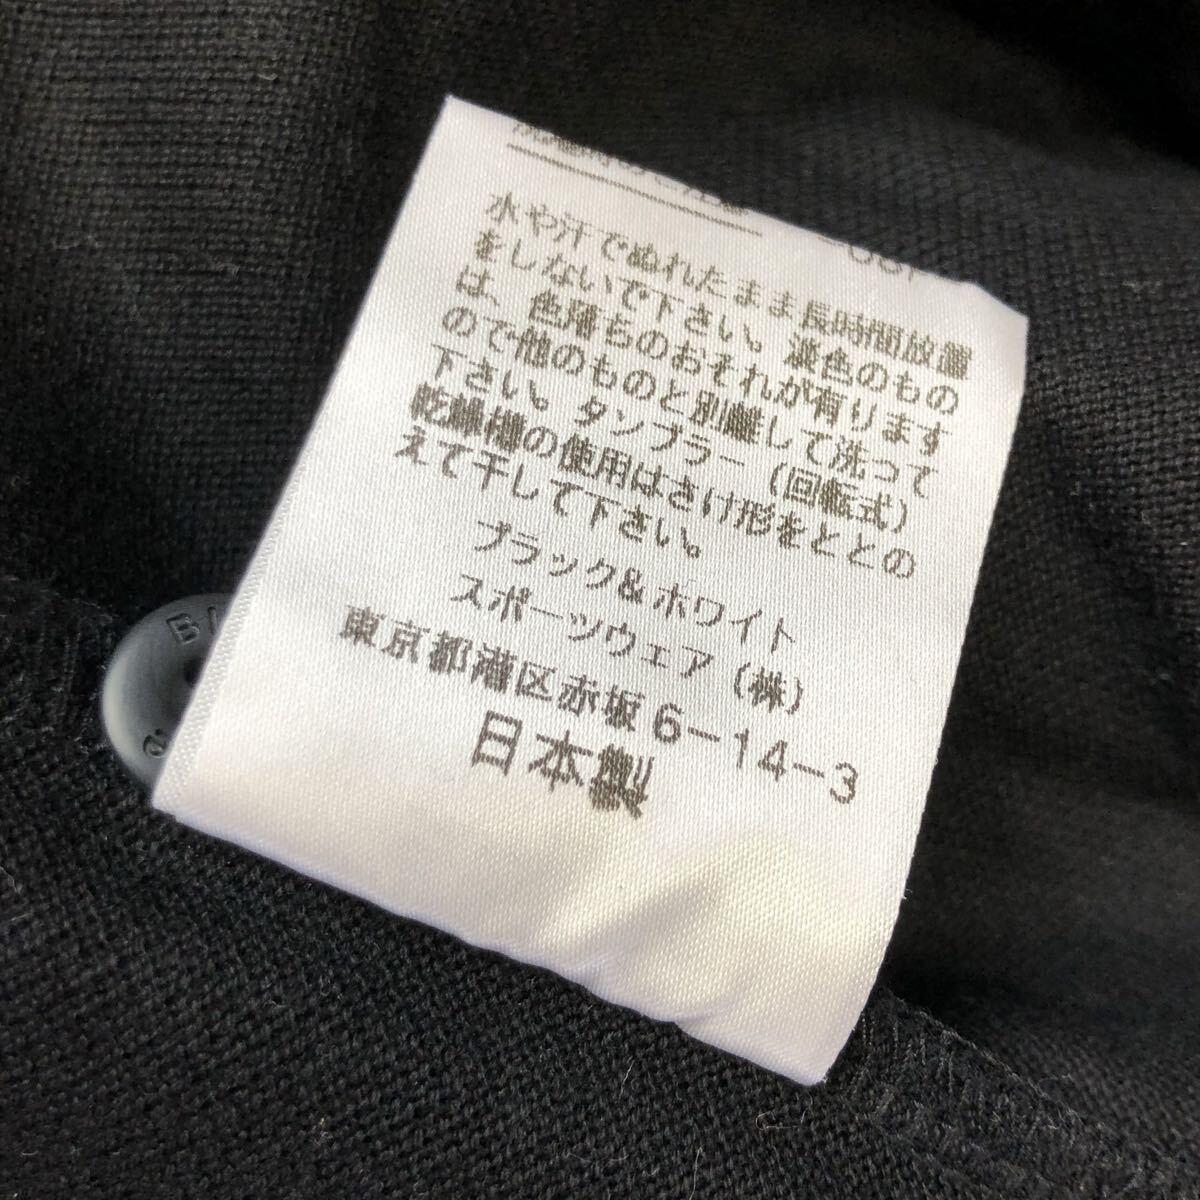 水や汗でぬれたまま長時間放置
をしないで下さい。淡色のもの
は、色落ちのおそれが有ります
ので他のものと別離して洗って
下さい。タンブラー(回転式)
乾燥機の使用はさけ形をととの
えて干して下さい。
ブラック&ホワイト
スポーツウェア(株)
東京都港区赤坂6-14-3
日本製